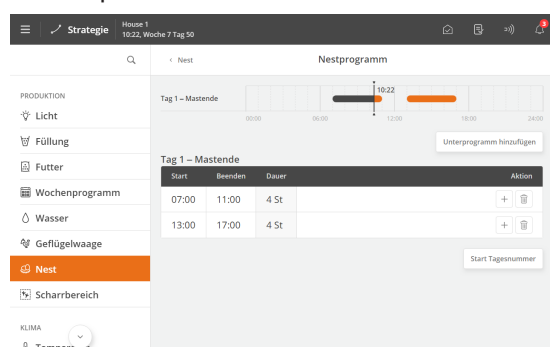 Strategie
House 1
10:22, Woche 7 Tag 50
3
Nest
Nestprogramm
PRODUKTION
Licht
Füllung
Futter
Wochenprogramm
Wasser
Geflügelwaage
Nest
Scharrbereich
KLIMA
Tag 1 – Mastende
10:22
00:00
06:00
12:00
18:00
24:00
Unterprogramm hinzufügen
Tag 1 – Mastende
Start Beenden Dauer Aktion
07:00 11:00 4 St
13:00 17:00 4 St
Start Tagesnummer